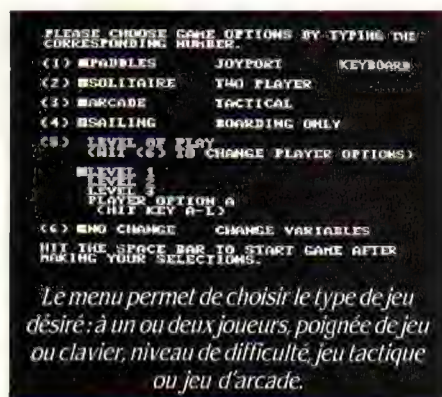 PLEASE CHOOSE GAME OPTIONS BY TYPING THE
CORRESPONDING NUMBER.
(1) PADDLES JOYPORT KEYBOARD
(2) SOLITAIRE TWO PLAYER
(3) ARCADE TACTICAL
(4) SAILING BOARDING ONLY
(5) LEVEL OF PLAY
(HIT (6) TO CHANGE PLAYER OPTIONS)
LEVEL 1
LEVEL
LEVEL 3
PLAYER OPTION A
(HIT KEY A-L)
(6) NO CHANGE CHANGE VARIABLES
HIT THE SPACE BAR TO START GAME AFTER
MAKING YOUR SELECTIONS.
Le menu permet de choisir le type de jeu
désiré : à un ou deux joueurs, poignée de jeu
ou clavier, niveau de difficulté, jeu tactique
ou jeu d'arcade.